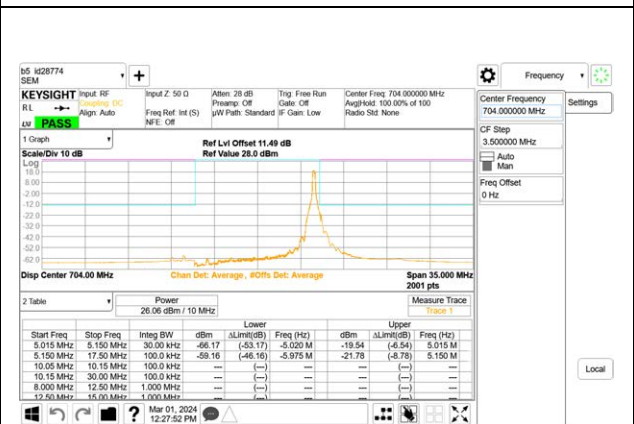 b5 Id28774
SEM
Frequency
KEYSIGHT Input: RF Input Z: 50 Ω Atten: 28 dB Trig: Free Run Center Freq: 704.000000 MHz
RL Coupling: DC Preamp: Off Gate: Off Avg|Hold: 100.00% of 100
Align: Auto Freq Ref: Int (S) µW Path: Standard IF Gain: Low Radio Std: None
PASS NFE: Off
Center Frequency
704.000000 MHz
Settings
CF Step
3.500000 MHz
Auto
Man
Freq Offset
0 Hz
Local
1 Graph
Scale/Div 10 dB
Ref Lvl Offset 11.49 dB
Ref Value 28.0 dBm
Log
18.0
8.00
-2.00
-12.0
-22.0
-32.0
-42.0
-52.0
-62.0
Disp Center 704.00 MHz Chan Det: Average , #Offs Det: Average Span 35.000 MHz
2001 pts
2 Table
Power
26.06 dBm / 10 MHz
Measure Trace
Trace 1
Lower Upper
Start Freq Stop Freq Integ BW dBm ΔLimit(dB) Freq (Hz) dBm ΔLimit(dB) Freq (Hz)
5.015 MHz 5.150 MHz 30.00 kHz -66.17 (-53.17) -5.020 M -19.54 (-6.54) 5.015 M
5.150 MHz 17.50 MHz 100.0 kHz -59.16 (-46.16) -5.975 M -21.78 (-8.78) 5.150 M
10.05 MHz 10.15 MHz 100.0 kHz --- (---) --- --- (---) ---
10.15 MHz 30.00 MHz 100.0 kHz --- (---) --- --- (---) ---
8.000 MHz 12.50 MHz 1.000 MHz --- (---) --- --- (---) ---
12.50 MHz 15.00 MHz 1.000 MHz --- (---) --- --- (---) ---
Mar 01, 2024
12:27:52 PM